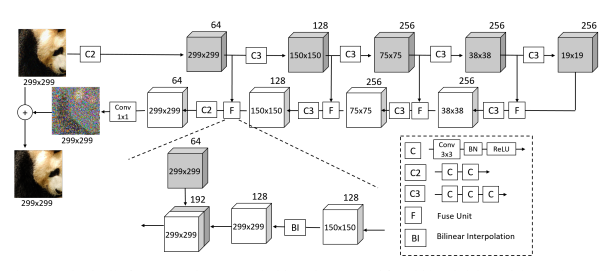 64
128
256
256
256
299x299
C2
299x299
C3
150x150
C3
75x75
C3
38x38
C3
19x19
299x299
64
128
256
256
+
299x299
Conv 1x1
299x299
C2
F
150x150
C3
F
75x75
C3
F
38x38
C3
F
299x299
64
299x299
192
299x299
128
299x299
BI
128
150x150
C
Conv 3x3
BN
ReLU
C2
C
C
C3
C
C
C
F
Fuse Unit
BI
Bilinear Interpolation